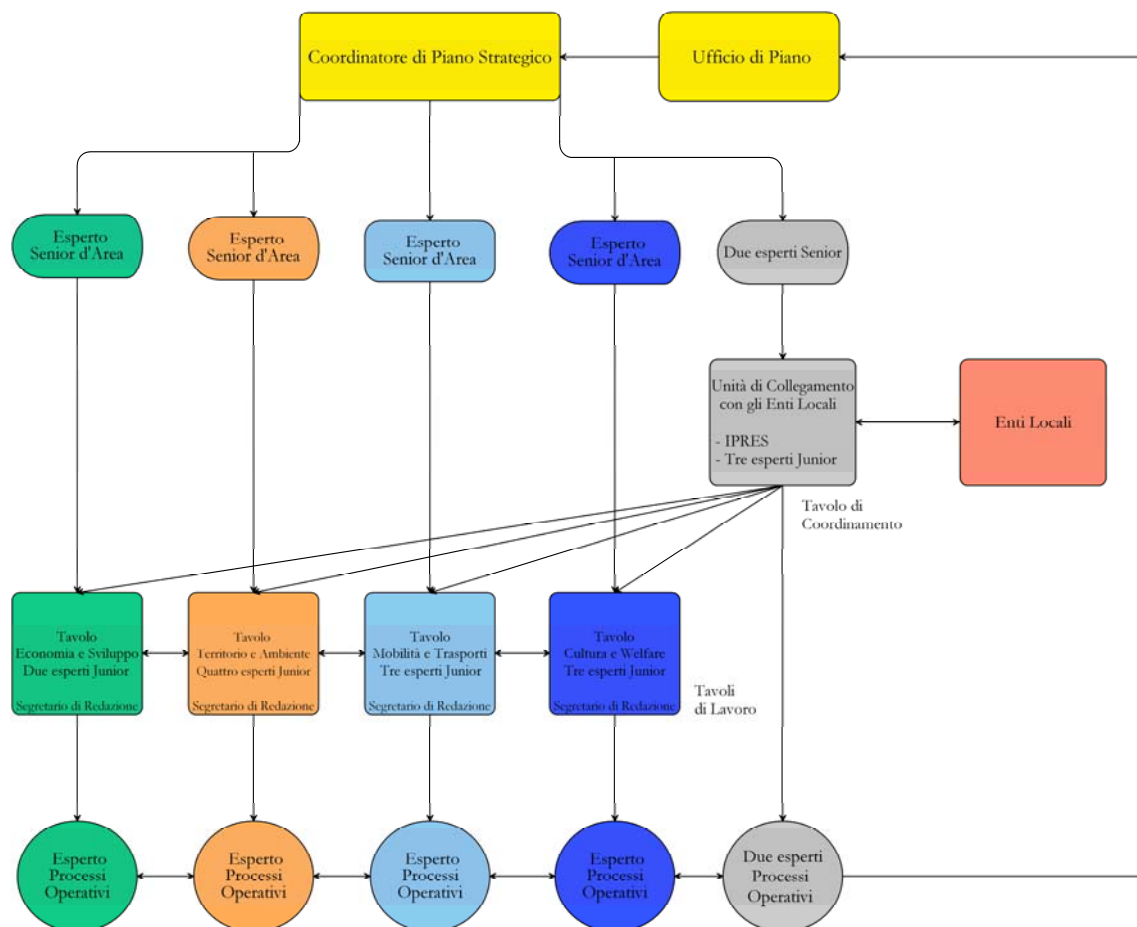 Coordinatore di Piano Strategico
Ufficio di Piano
Esperto
Senior d'Area
Esperto
Senior d'Area
Esperto
Senior d'Area
Esperto
Senior d'Area
Due esperti Senior
Unità di Collegamento
con gli Enti Locali
- IPRES
- Tre esperti Junior
Enti Locali
Tavolo di
Coordinamento
Tavolo
Economia e Sviluppo
Due esperti Junior
Segretario di Redazione
Tavolo
Territorio e Ambiente
Quattro esperti Junior
Segretario di Redazione
Tavolo
Mobilità e Trasporti
Tre esperti Junior
Segretario di Redazione
Tavolo
Cultura e Welfare
Tre esperti Junior
Segretario di Redazione
Tavoli
di Lavoro
Esperto
Processi
Operativi
Esperto
Processi
Operativi
Esperto
Processi
Operativi
Esperto
Processi
Operativi
Due esperti
Processi
Operativi